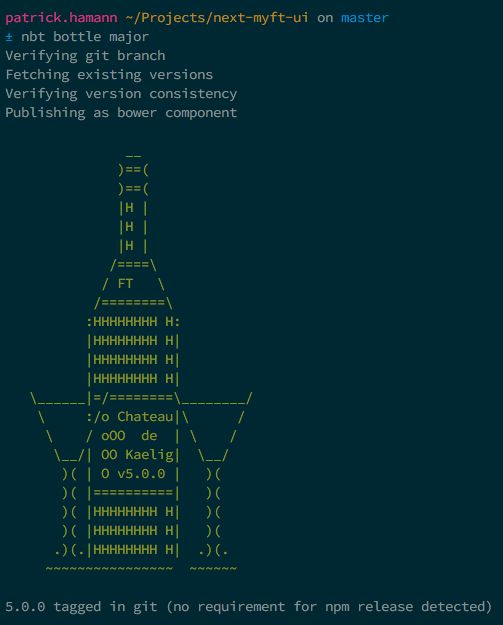 patrick.hamann ~/Projects/next-myft-ui on master
± nbt bottle major
Verifying git branch
Fetching existing versions
Verifying version consistency
Publishing as bower component
               __
              )==(
              )==(
              |H |
              |H |
              |H |
             /====\
            / FT   \
           /========\
          :HHHHHHHH H:
          |HHHHHHHH H|
          |HHHHHHHH H|
          |HHHHHHHH H|
   \______|=/========\________/
    \     :/o Chateau|\      /
     \    / oOO  de  | \    /
      \__/| OO Kaelig|  \__/
       )( | O v5.0.0 |   )(
       )( |==========|   )(
       )( |HHHHHHHH H|   )(
       )( |HHHHHHHH H|   )(
      .)(.|HHHHHHHH H|  .)(.
     ~~~~~~~~~~~~~~~~  ~~~~~~
5.0.0 tagged in git (no requirement for npm release detected)